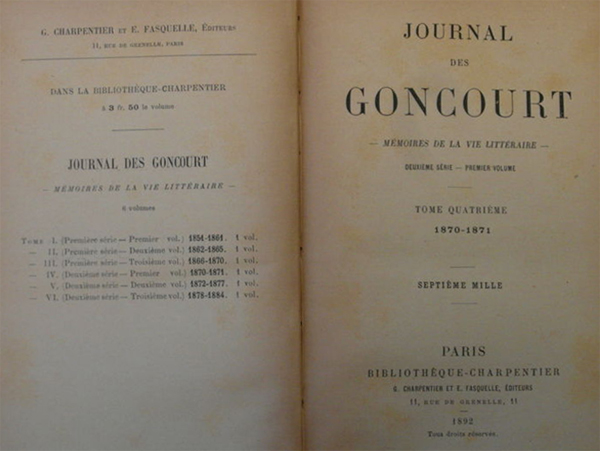 G. CHARPENTIER ET E. FASQUELLE, ÉDITEURS
11, RUE DE GRENELLE, PARIS
DANS LA BIBLIOTHÈQUE-CHARPENTIER
à 3 fr. 50 le volume
JOURNAL DES GONCOURT
— MÉMOIRES DE LA VIE LITTÉRAIRE —
6 volumes
TOME I. (Première série — Premier vol.) 1851-1861. 1 vol.
— II. (Première série — Deuxième vol.) 1862-1865. 1 vol.
— III. (Première série — Troisième vol.) 1866-1870. 1 vol.
— IV. (Deuxième série — Premier vol.) 1870-1871. 1 vol.
— V. (Deuxième série — Deuxième vol.) 1872-1877. 1 vol.
— VI. (Deuxième série — Troisième vol.) 1878-1884. 1 vol.
JOURNAL
DES
GONCOURT
— MÉMOIRES DE LA VIE LITTÉRAIRE —
DEUXIÈME SÉRIE — PREMIER VOLUME
TOME QUATRIÈME
1870-1871
SEPTIÈME MILLE
PARIS
BIBLIOTHÈQUE-CHARPENTIER
G. CHARPENTIER ET E. FASQUELLE, ÉDITEURS
11, RUE DE GRENELLE, 11
1892
Tous droits réservés.